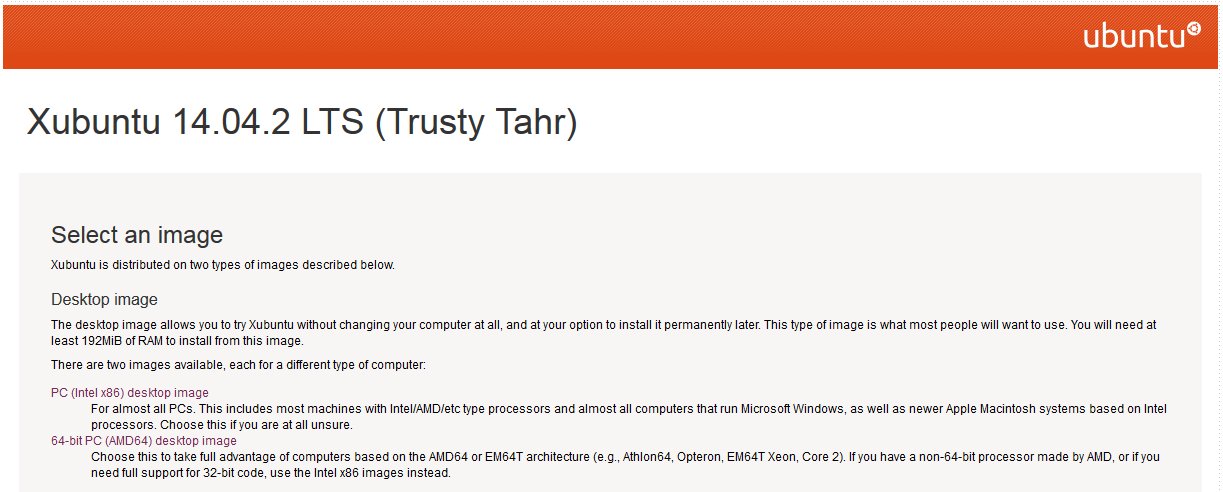 ubuntu
Xubuntu 14.04.2 LTS (Trusty Tahr)
Select an image
Xubuntu is distributed on two types of images described below.
Desktop image
The desktop image allows you to try Xubuntu without changing your computer at all, and at your option to install it permanently later. This type of image is what most people will want to use. You will need at
least 192MiB of RAM to install from this image.
There are two images available, each for a different type of computer:
PC (Intel x86) desktop image
For almost all PCs. This includes most machines with Intel/AMD/etc type processors and almost all computers that run Microsoft Windows, as well as newer Apple Macintosh systems based on Intel
processors. Choose this if you are at all unsure.
64-bit PC (AMD64) desktop image
Choose this to take full advantage of computers based on the AMD64 or EM64T architecture (e.g., Athlon64, Opteron, EM64T Xeon, Core 2). If you have a non-64-bit processor made by AMD, or if you
need full support for 32-bit code, use the Intel x86 images instead.